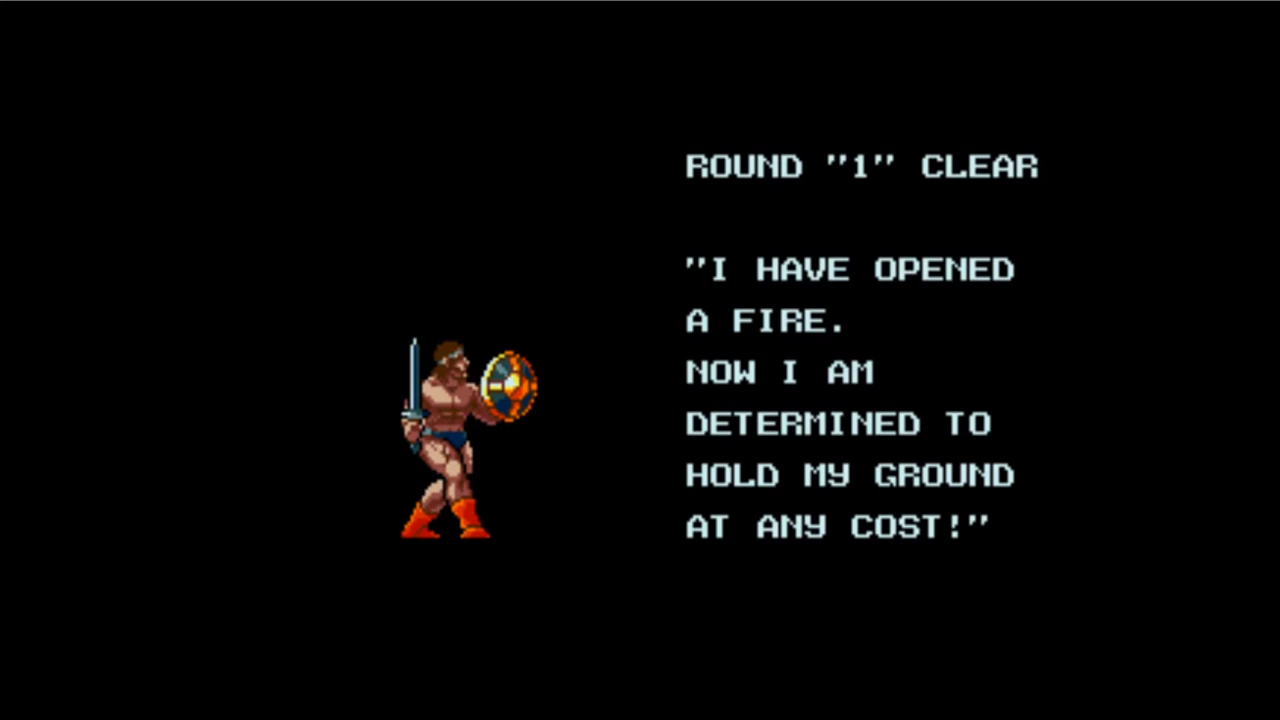 ROUND "1" CLEAR
"I HAVE OPENED
A FIRE.
NOW I AM
DETERMINED TO
HOLD MY GROUND
AT ANY COST!"